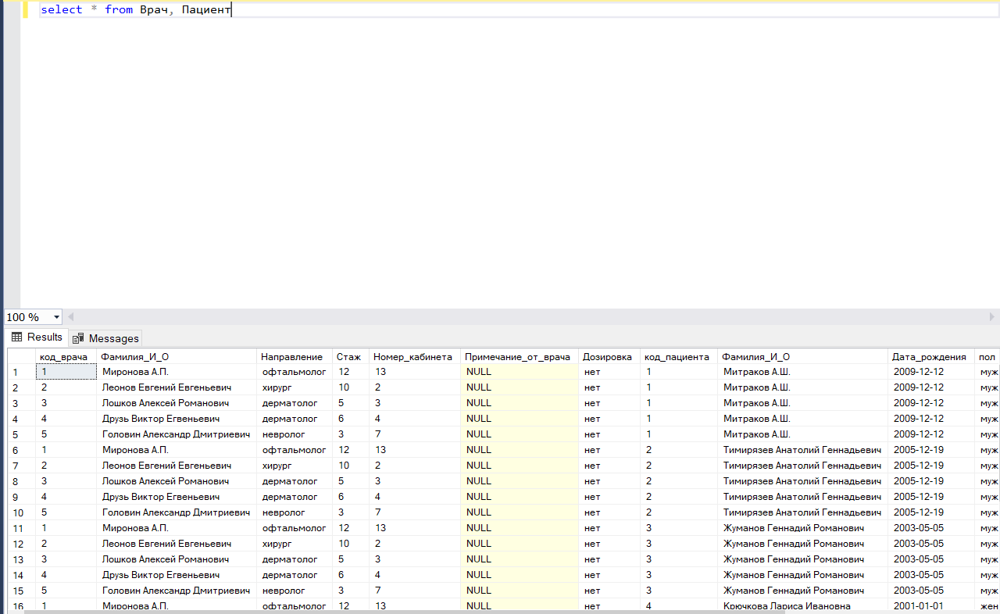 select * from Врач, Пациент
100 %
Results Messages
код_врача Фамилия_И_О Направление Стаж Номер_кабинета Примечание_от_врача Дозировка код_пациента Фамилия_И_О Дата_рождения пол
1 1 Миронова А.П. офтальмолог 12 13 NULL нет 1 Митраков А.Ш. 2009-12-12 муж
2 2 Леонов Евгений Евгеньевич хирург 10 2 NULL нет 1 Митраков А.Ш. 2009-12-12 муж
3 3 Лошков Алексей Романович дерматолог 5 3 NULL нет 1 Митраков А.Ш. 2009-12-12 муж
4 4 Друзь Виктор Егвеньевич дерматолог 6 4 NULL нет 1 Митраков А.Ш. 2009-12-12 муж
5 5 Головин Александр Дмитриевич невролог 3 7 NULL нет 1 Митраков А.Ш. 2009-12-12 муж
6 1 Миронова А.П. офтальмолог 12 13 NULL нет 2 Тимирязев Анатолий Геннадьевич 2005-12-19 муж
7 2 Леонов Евгений Евгеньевич хирург 10 2 NULL нет 2 Тимирязев Анатолий Геннадьевич 2005-12-19 муж
8 3 Лошков Алексей Романович дерматолог 5 3 NULL нет 2 Тимирязев Анатолий Геннадьевич 2005-12-19 муж
9 4 Друзь Виктор Егвеньевич дерматолог 6 4 NULL нет 2 Тимирязев Анатолий Геннадьевич 2005-12-19 муж
10 5 Головин Александр Дмитриевич невролог 3 7 NULL нет 2 Тимирязев Анатолий Геннадьевич 2005-12-19 муж
11 1 Миронова А.П. офтальмолог 12 13 NULL нет 3 Жуманов Геннадий Романович 2003-05-05 муж
12 2 Леонов Евгений Евгеньевич хирург 10 2 NULL нет 3 Жуманов Геннадий Романович 2003-05-05 муж
13 3 Лошков Алексей Романович дерматолог 5 3 NULL нет 3 Жуманов Геннадий Романович 2003-05-05 муж
14 4 Друзь Виктор Егвеньевич дерматолог 6 4 NULL нет 3 Жуманов Геннадий Романович 2003-05-05 муж
15 5 Головин Александр Дмитриевич невролог 3 7 NULL нет 3 Жуманов Геннадий Романович 2003-05-05 муж
16 1 Миронова А.П. офтальмолог 12 13 NULL нет 4 Крючкова Лариса Ивановна 2001-01-01 жен